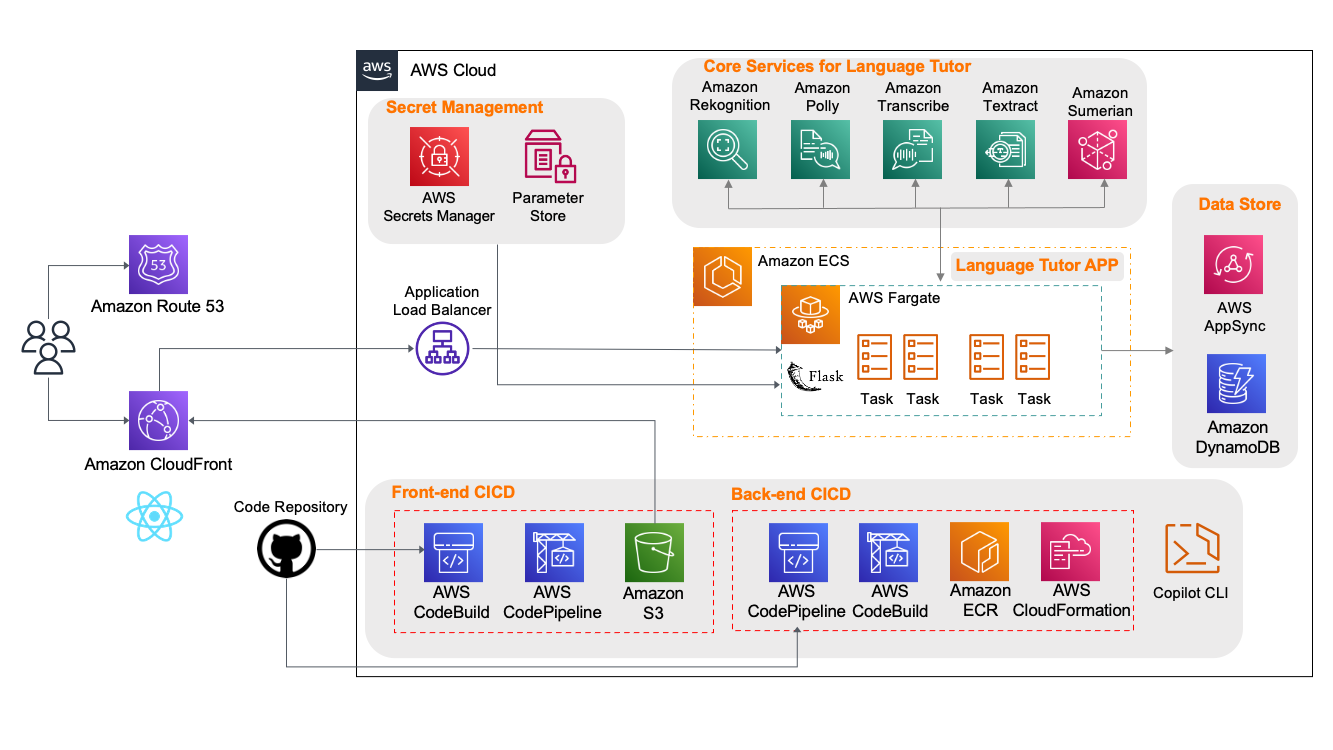 aws
AWS Cloud
Secret Management
AWS
Secrets Manager
Parameter
Store
Core Services for Language Tutor
Amazon
Rekognition
Amazon
Polly
Amazon
Transcribe
Amazon
Textract
Amazon
Sumerian
Data Store
AWS
AppSync
Amazon
DynamoDB
53
Amazon Route 53
Application
Load Balancer
Amazon ECS
Language Tutor APP
AWS Fargate
Flask
Task
Task
Task
Task
Amazon CloudFront
Code Repository
Front-end CICD
AWS
CodeBuild
AWS
CodePipeline
Amazon
S3
Back-end CICD
AWS
CodePipeline
AWS
CodeBuild
Amazon
ECR
AWS
CloudFormation
Copilot CLI